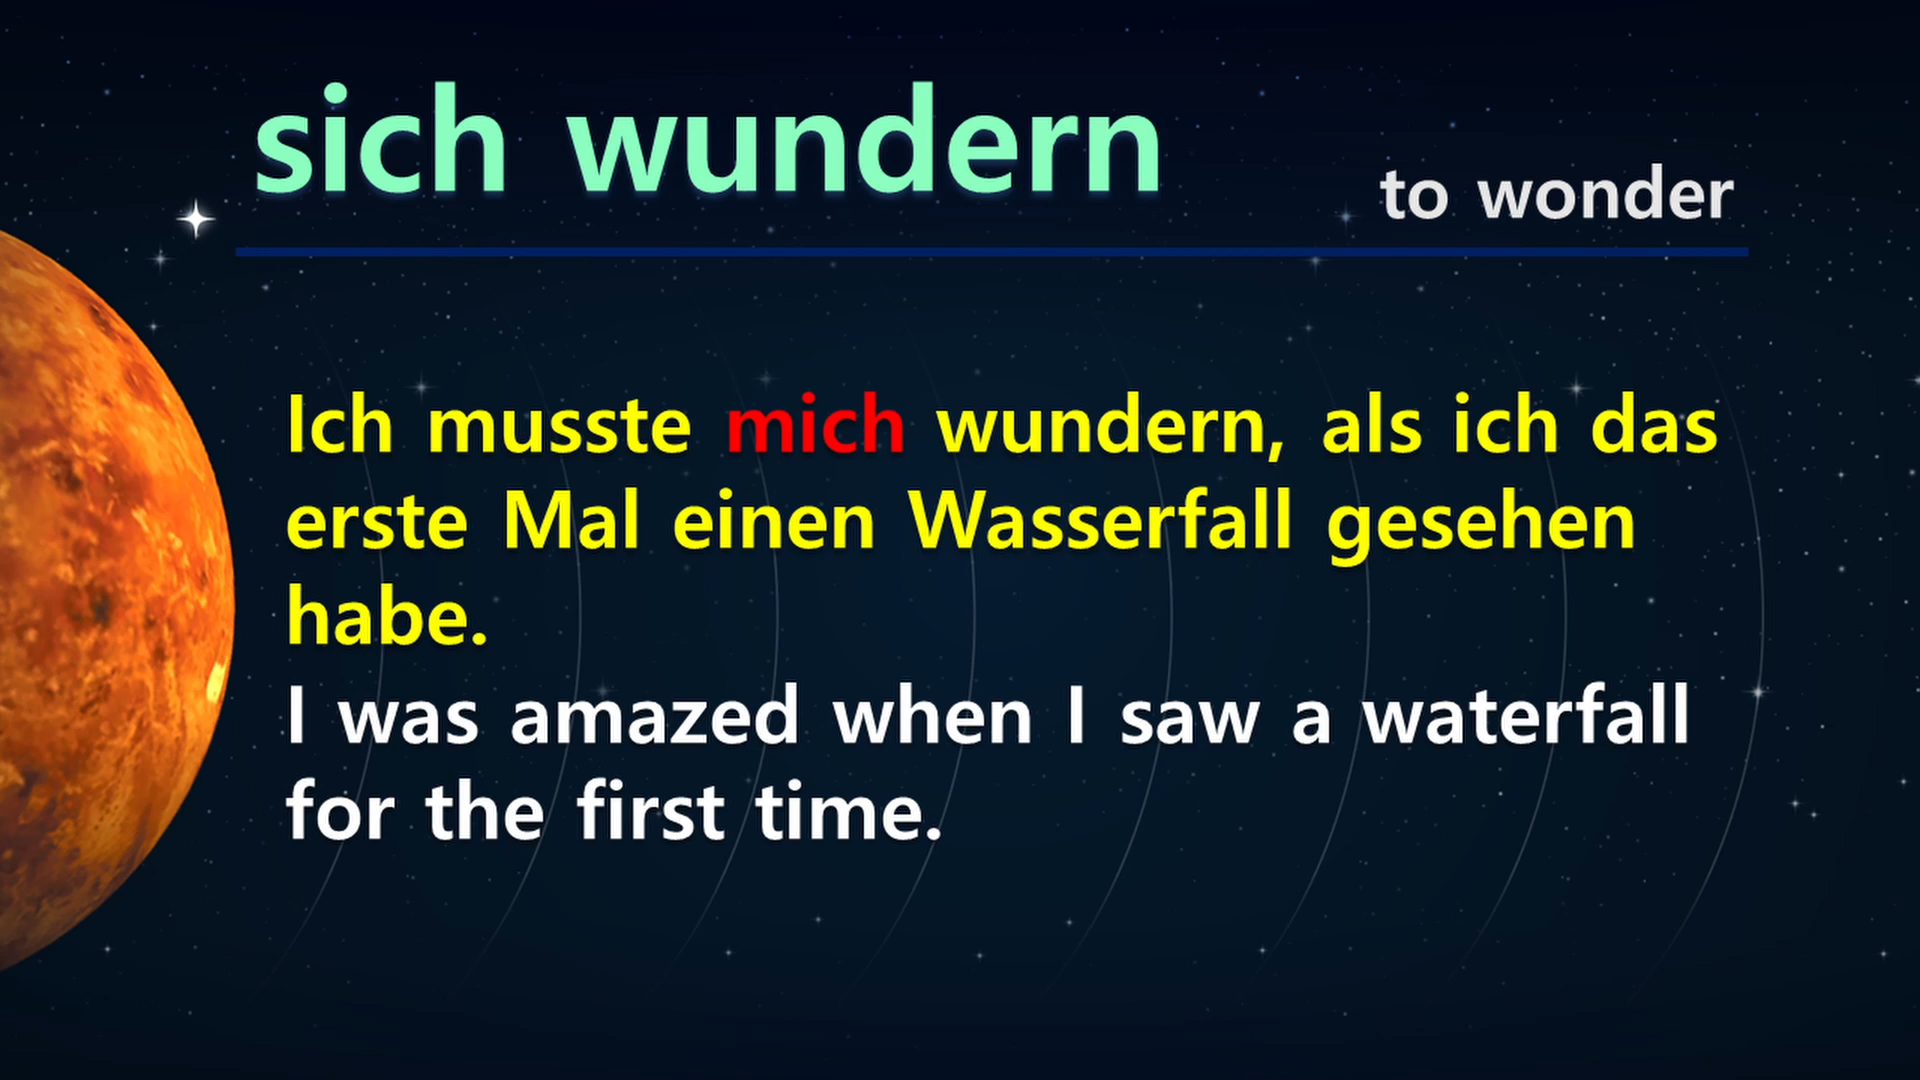 sich wundern
to wonder
Ich musste mich wundern, als ich das
erste Mal einen Wasserfall gesehen
habe.
I was amazed when I saw a waterfall
for the first time.